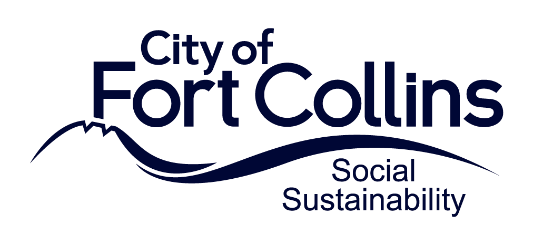 City of
Fort Collins
Social
Sustainability